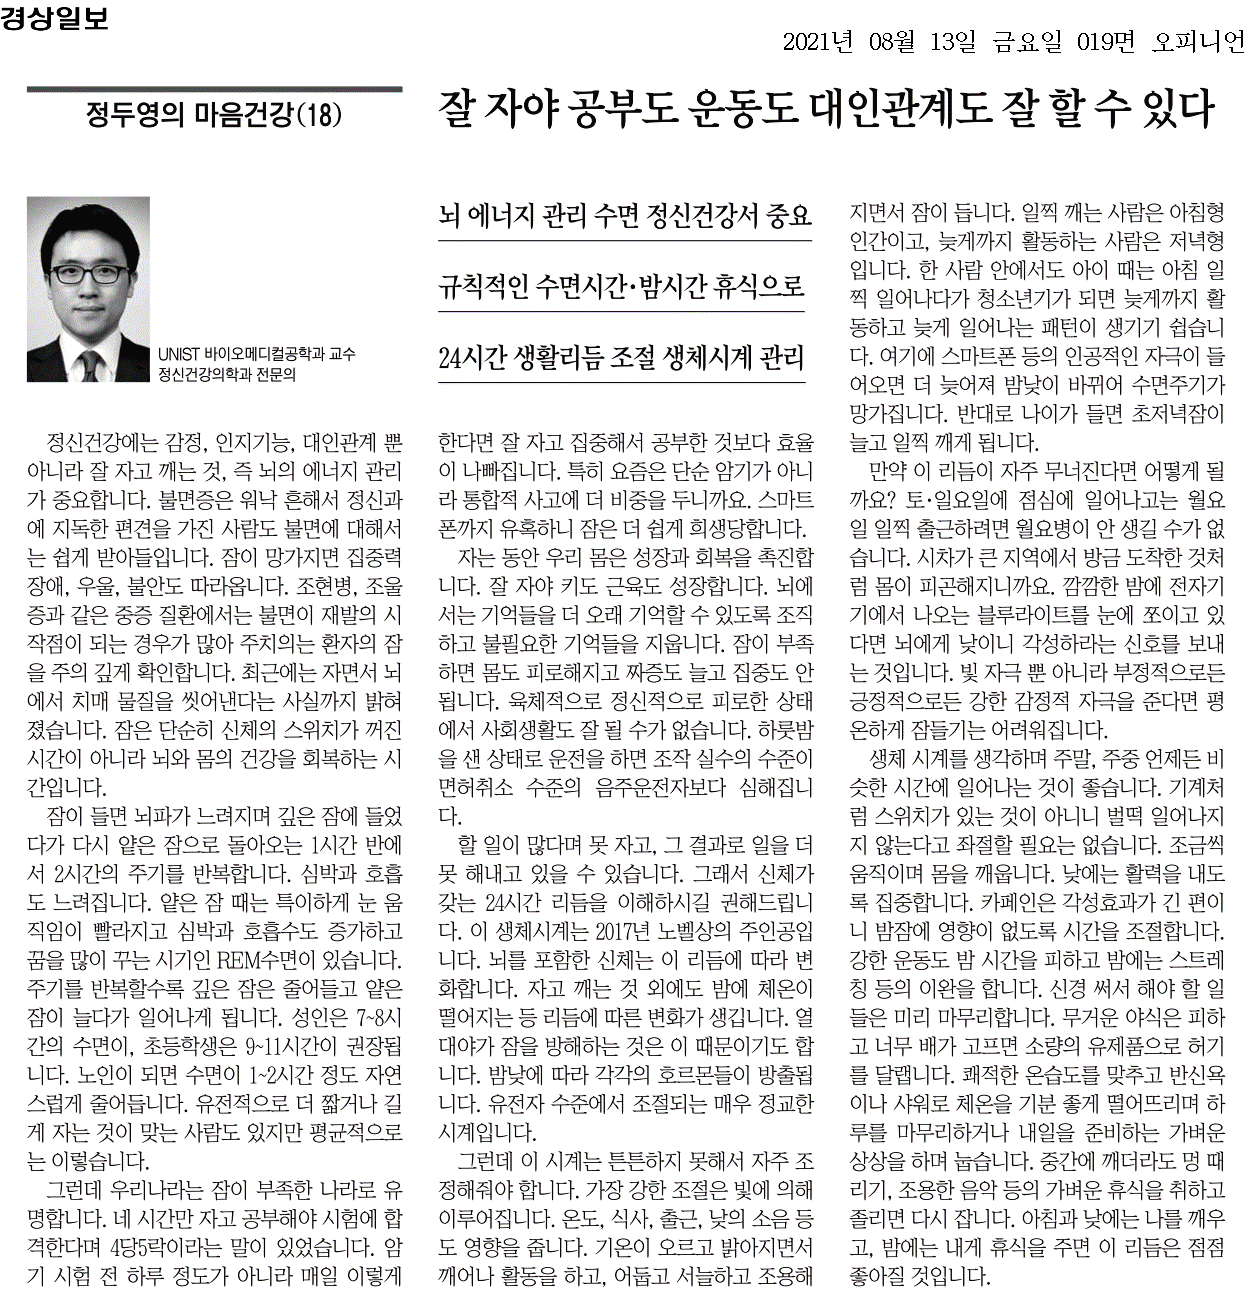 경상일보
2021년 08월 13일 금요일 019면 오피니언
정두영의 마음건강(18)
잘 자야 공부도 운동도 대인관계도 잘 할 수 있다
UNIST 바이오메디컬공학과 교수
정신건강의학과 전문의
뇌 에너지 관리 수면 정신건강서 중요
규칙적인 수면시간·밤시간 휴식으로
24시간 생활리듬 조절 생체시계 관리
정신건강에는 감정, 인지기능, 대인관계 뿐
아니라 잘 자고 깨는 것, 즉 뇌의 에너지 관리
가 중요합니다. 불면증은 워낙 흔해서 정신과
에 지독한 편견을 가진 사람도 불면에 대해서
는 쉽게 받아들입니다. 잠이 망가지면 집중력
장애, 우울, 불안도 따라옵니다. 조현병, 조울
증과 같은 중증 질환에서는 불면이 재발의 시
작점이 되는 경우가 많아 주치의는 환자의 잠
을 주의 깊게 확인합니다. 최근에는 자면서 뇌
에서 치매 물질을 씻어낸다는 사실까지 밝혀
졌습니다. 잠은 단순히 신체의 스위치가 꺼진
시간이 아니라 뇌와 몸의 건강을 회복하는 시
간입니다.
잠이 들면 뇌파가 느려지며 깊은 잠에 들었
다가 다시 얕은 잠으로 돌아오는 1시간 반에
서 2시간의 주기를 반복합니다. 심박과 호흡
도 느려집니다. 얕은 잠 때는 특이하게 눈 움
직임이 빨라지고 심박과 호흡수도 증가하고
꿈을 많이 꾸는 시기인 REM수면이 있습니다.
주기를 반복할수록 깊은 잠은 줄어들고 얕은
잠이 늘다가 일어나게 됩니다. 성인은 7~8시
간의 수면이, 초등학생은 9~11시간이 권장됩
니다. 노인이 되면 수면이 1~2시간 정도 자연
스럽게 줄어듭니다. 유전적으로 더 짧거나 길
게 자는 것이 맞는 사람도 있지만 평균적으로
는 이렇습니다.
그런데 우리나라는 잠이 부족한 나라로 유
명합니다. 네 시간만 자고 공부해야 시험에 합
격한다며 4당5락이라는 말이 있었습니다. 암
기 시험 전 하루 정도가 아니라 매일 이렇게
한다면 잘 자고 집중해서 공부한 것보다 효율
이 나빠집니다. 특히 요즘은 단순 암기가 아니
라 통합적 사고에 더 비중을 두니까요. 스마트
폰까지 유혹하니 잠은 더 쉽게 희생당합니다.
자는 동안 우리 몸은 성장과 회복을 촉진합
니다. 잘 자야 키도 근육도 성장합니다. 뇌에
서는 기억들을 더 오래 기억할 수 있도록 조직
하고 불필요한 기억들을 지웁니다. 잠이 부족
하면 몸도 피로해지고 짜증도 늘고 집중도 안
됩니다. 육체적으로 정신적으로 피로한 상태
에서 사회생활도 잘 될 수가 없습니다. 하룻밤
을 샌 상태로 운전을 하면 조작 실수의 수준이
면허취소 수준의 음주운전자보다 심해집니
다.
할 일이 많다며 못 자고, 그 결과로 일을 더
못 해내고 있을 수 있습니다. 그래서 신체가
갖는 24시간 리듬을 이해하시길 권해드립니
다. 이 생체시계는 2017년 노벨상의 주인공입
니다. 뇌를 포함한 신체는 이 리듬에 따라 변
화합니다. 자고 깨는 것 외에도 밤에 체온이
떨어지는 등 리듬에 따른 변화가 생깁니다. 열
대야가 잠을 방해하는 것은 이 때문이기도 합
니다. 밤낮에 따라 각각의 호르몬들이 방출됩
니다. 유전자 수준에서 조절되는 매우 정교한
시계입니다.
그런데 이 시계는 튼튼하지 못해서 자주 조
정해줘야 합니다. 가장 강한 조절은 빛에 의해
이루어집니다. 온도, 식사, 출근, 낮의 소음 등
도 영향을 줍니다. 기온이 오르고 밝아지면서
깨어나 활동을 하고, 어둡고 서늘하고 조용해
지면서 잠이 듭니다. 일찍 깨는 사람은 아침형
인간이고, 늦게까지 활동하는 사람은 저녁형
입니다. 한 사람 안에서도 아이 때는 아침 일
찍 일어나다가 청소년기가 되면 늦게까지 활
동하고 늦게 일어나는 패턴이 생기기 쉽습니
다. 여기에 스마트폰 등의 인공적인 자극이 들
어오면 더 늦어져 밤낮이 바뀌어 수면주기가
망가집니다. 반대로 나이가 들면 초저녁잠이
늘고 일찍 깨게 됩니다.
만약 이 리듬이 자주 무너진다면 어떻게 될
까요? 토·일요일에 점심에 일어나고는 월요
일 일찍 출근하려면 월요병이 안 생길 수가 없
습니다. 시차가 큰 지역에서 방금 도착한 것처
럼 몸이 피곤해지니까요. 깜깜한 밤에 전자기
기에서 나오는 블루라이트를 눈에 쪼이고 있
다면 뇌에게 낮이니 각성하라는 신호를 보내
는 것입니다. 빛 자극 뿐 아니라 부정적으로든
긍정적으로든 강한 감정적 자극을 준다면 평
온하게 잠들기는 어려워집니다.
생체 시계를 생각하며 주말, 주중 언제든 비
슷한 시간에 일어나는 것이 좋습니다. 기계처
럼 스위치가 있는 것이 아니니 벌떡 일어나지
지 않는다고 좌절할 필요는 없습니다. 조금씩
움직이며 몸을 깨웁니다. 낮에는 활력을 내도
록 집중합니다. 카페인은 각성효과가 긴 편이
니 밤잠에 영향이 없도록 시간을 조절합니다.
강한 운동도 밤 시간을 피하고 밤에는 스트레
칭 등의 이완을 합니다. 신경 써서 해야 할 일
들은 미리 마무리합니다. 무거운 야식은 피하
고 너무 배가 고프면 소량의 유제품으로 허기
를 달랩니다. 쾌적한 온습도를 맞추고 반신욕
이나 샤워로 체온을 기분 좋게 떨어뜨리며 하
루를 마무리하거나 내일을 준비하는 가벼운
상상을 하며 눕습니다. 중간에 깨더라도 멍 때
리기, 조용한 음악 등의 가벼운 휴식을 취하고
졸리면 다시 잡니다. 아침과 낮에는 나를 깨우
고, 밤에는 내게 휴식을 주면 이 리듬은 점점
좋아질 것입니다.